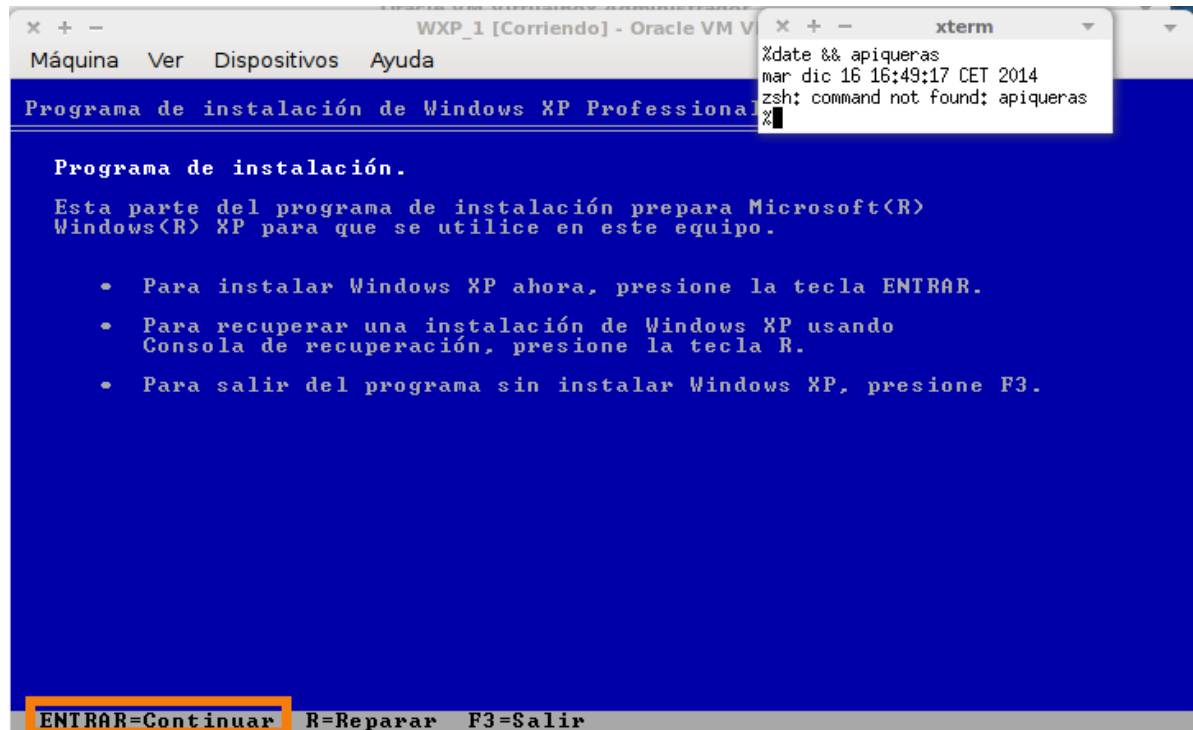 Oracle VM VirtualBox Administrador
WXP_1 [Corriendo] - Oracle VM V
Máquina Ver Dispositivos Ayuda
xterm
%date && apiqueras
mar dic 16 16:49:17 CET 2014
zsh: command not found: apiqueras
%
Programa de instalación de Windows XP Professional
Programa de instalación.
Esta parte del programa de instalación prepara Microsoft(R)
Windows(R) XP para que se utilice en este equipo.
• Para instalar Windows XP ahora, presione la tecla ENTRAR.
• Para recuperar una instalación de Windows XP usando
Consola de recuperación, presione la tecla R.
• Para salir del programa sin instalar Windows XP, presione F3.
ENTRAR=Continuar R=Reparar F3=Salir